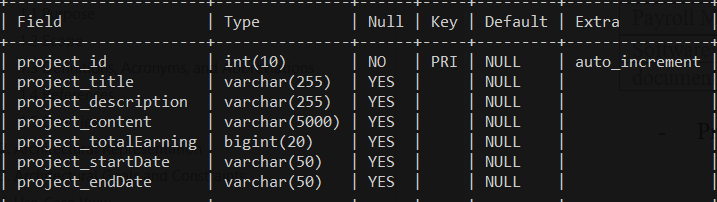 | Field | Type | Null | Key | Default | Extra |
| project_id | int(10) | NO | PRI | NULL | auto_increment |
| project_title | varchar(255) | YES | | NULL | |
| project_description | varchar(255) | YES | | NULL | |
| project_content | varchar(5000) | YES | | NULL | |
| project_totalEarning | bigint(20) | YES | | NULL | |
| project_startDate | varchar(50) | YES | | NULL | |
| project_endDate | varchar(50) | YES | | NULL | |